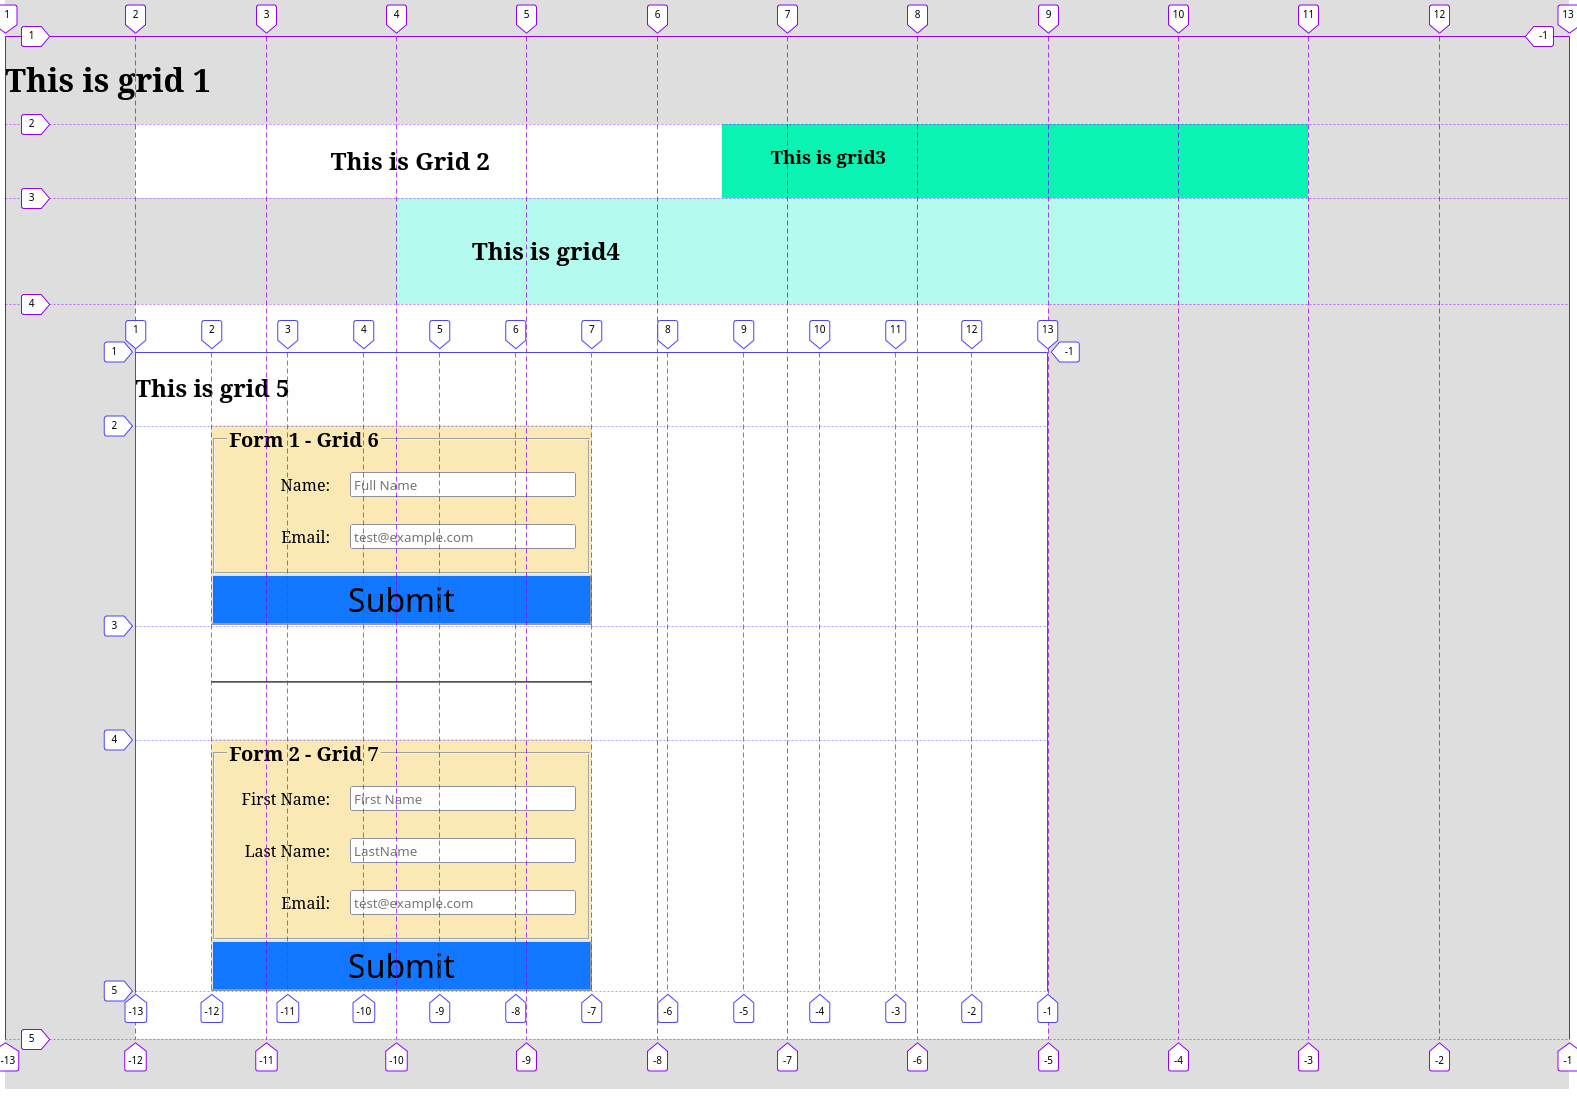 1 2 3 4 5 6 7 8 9 10 11 12 13
1 -1
This is grid 1
2
This is Grid 2 This is grid3
3
This is grid4
4
1 2 3 4 5 6 7 8 9 10 11 12 13
1 -1
This is grid 5
2
Form 1 - Grid 6
Name: Full Name
Email: test@example.com
Submit
3
4
Form 2 - Grid 7
First Name: First Name
Last Name: LastName
Email: test@example.com
Submit
5
-13 -12 -11 -10 -9 -8 -7 -6 -5 -4 -3 -2 -1
5
-13 -12 -11 -10 -9 -8 -7 -6 -5 -4 -3 -2 -1